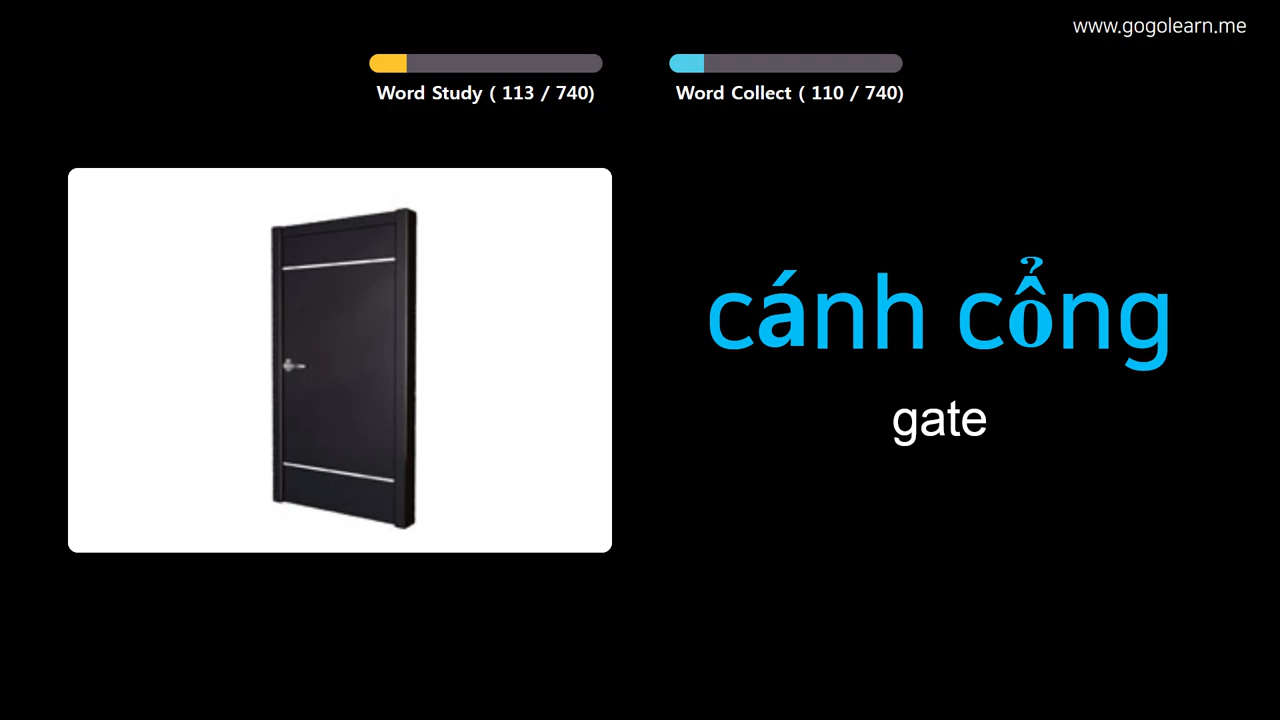 www.gogolearn.me
Word Study ( 113 / 740)
Word Collect ( 110 / 740)
cánh cổng
gate